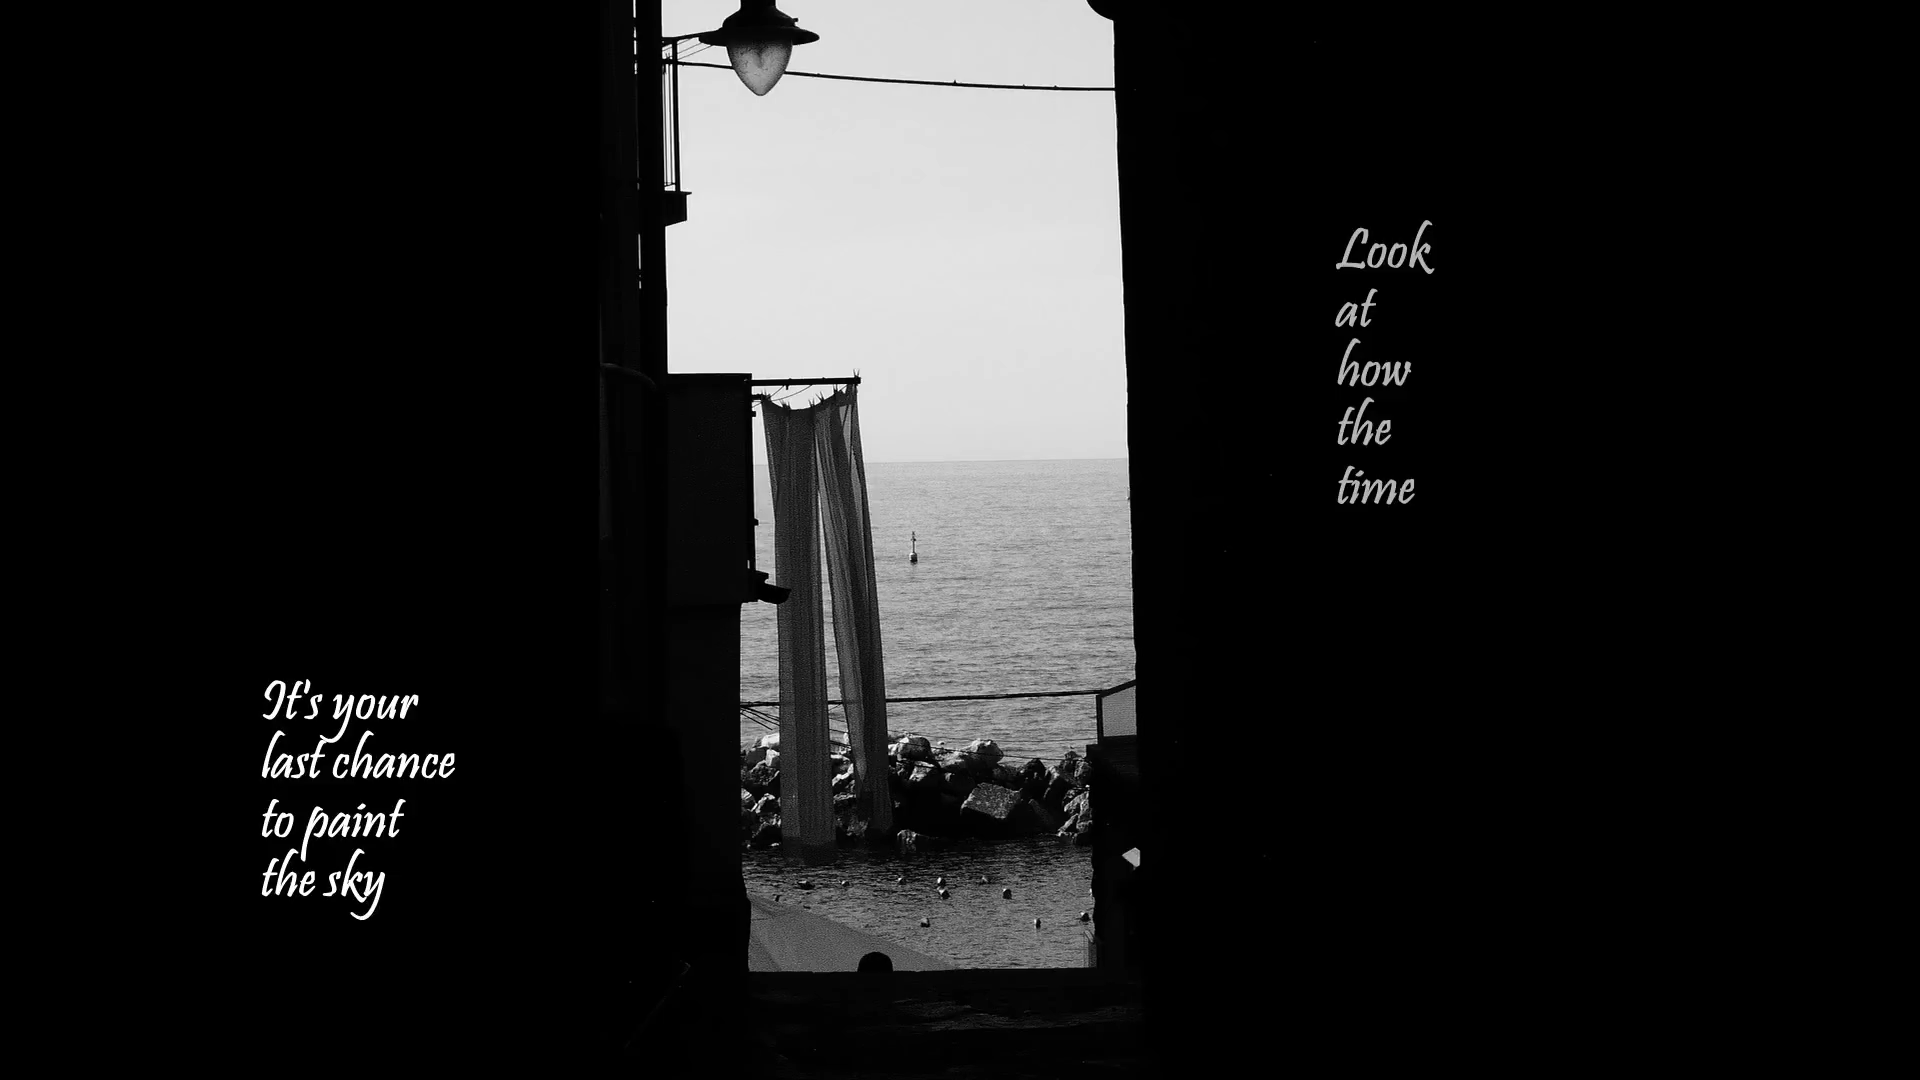 It's your
last chance
to paint
the sky
Look
at
how
the
time